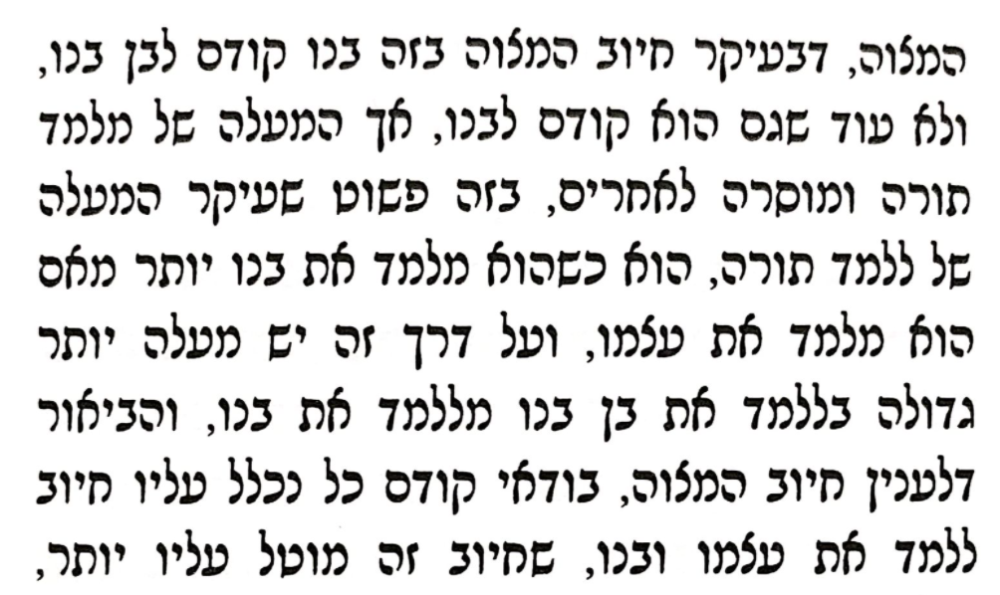 המצוה, דבעיקר חיוב המצוה בזה בנו קודם לבן בנו,
ולא עוד שגם הוא קודם לבנו, אך המעלה של מלמד
תורה ומוסרה לאחרים, בזה פשוט שעיקר המעלה
של ללמד תורה, הוא כשהוא מלמד את בנו יותר מאם
הוא מלמד את עצמו, ועל דרך זה יש מעלה יותר
גדולה בללמד את בן בנו מללמד את בנו, והביאור
דלענין חיוב המצוה, בודאי קודם כל ככלל עליו חיוב
ללמד את עצמו ובנו, שחיוב זה מוטל עליו יותר,